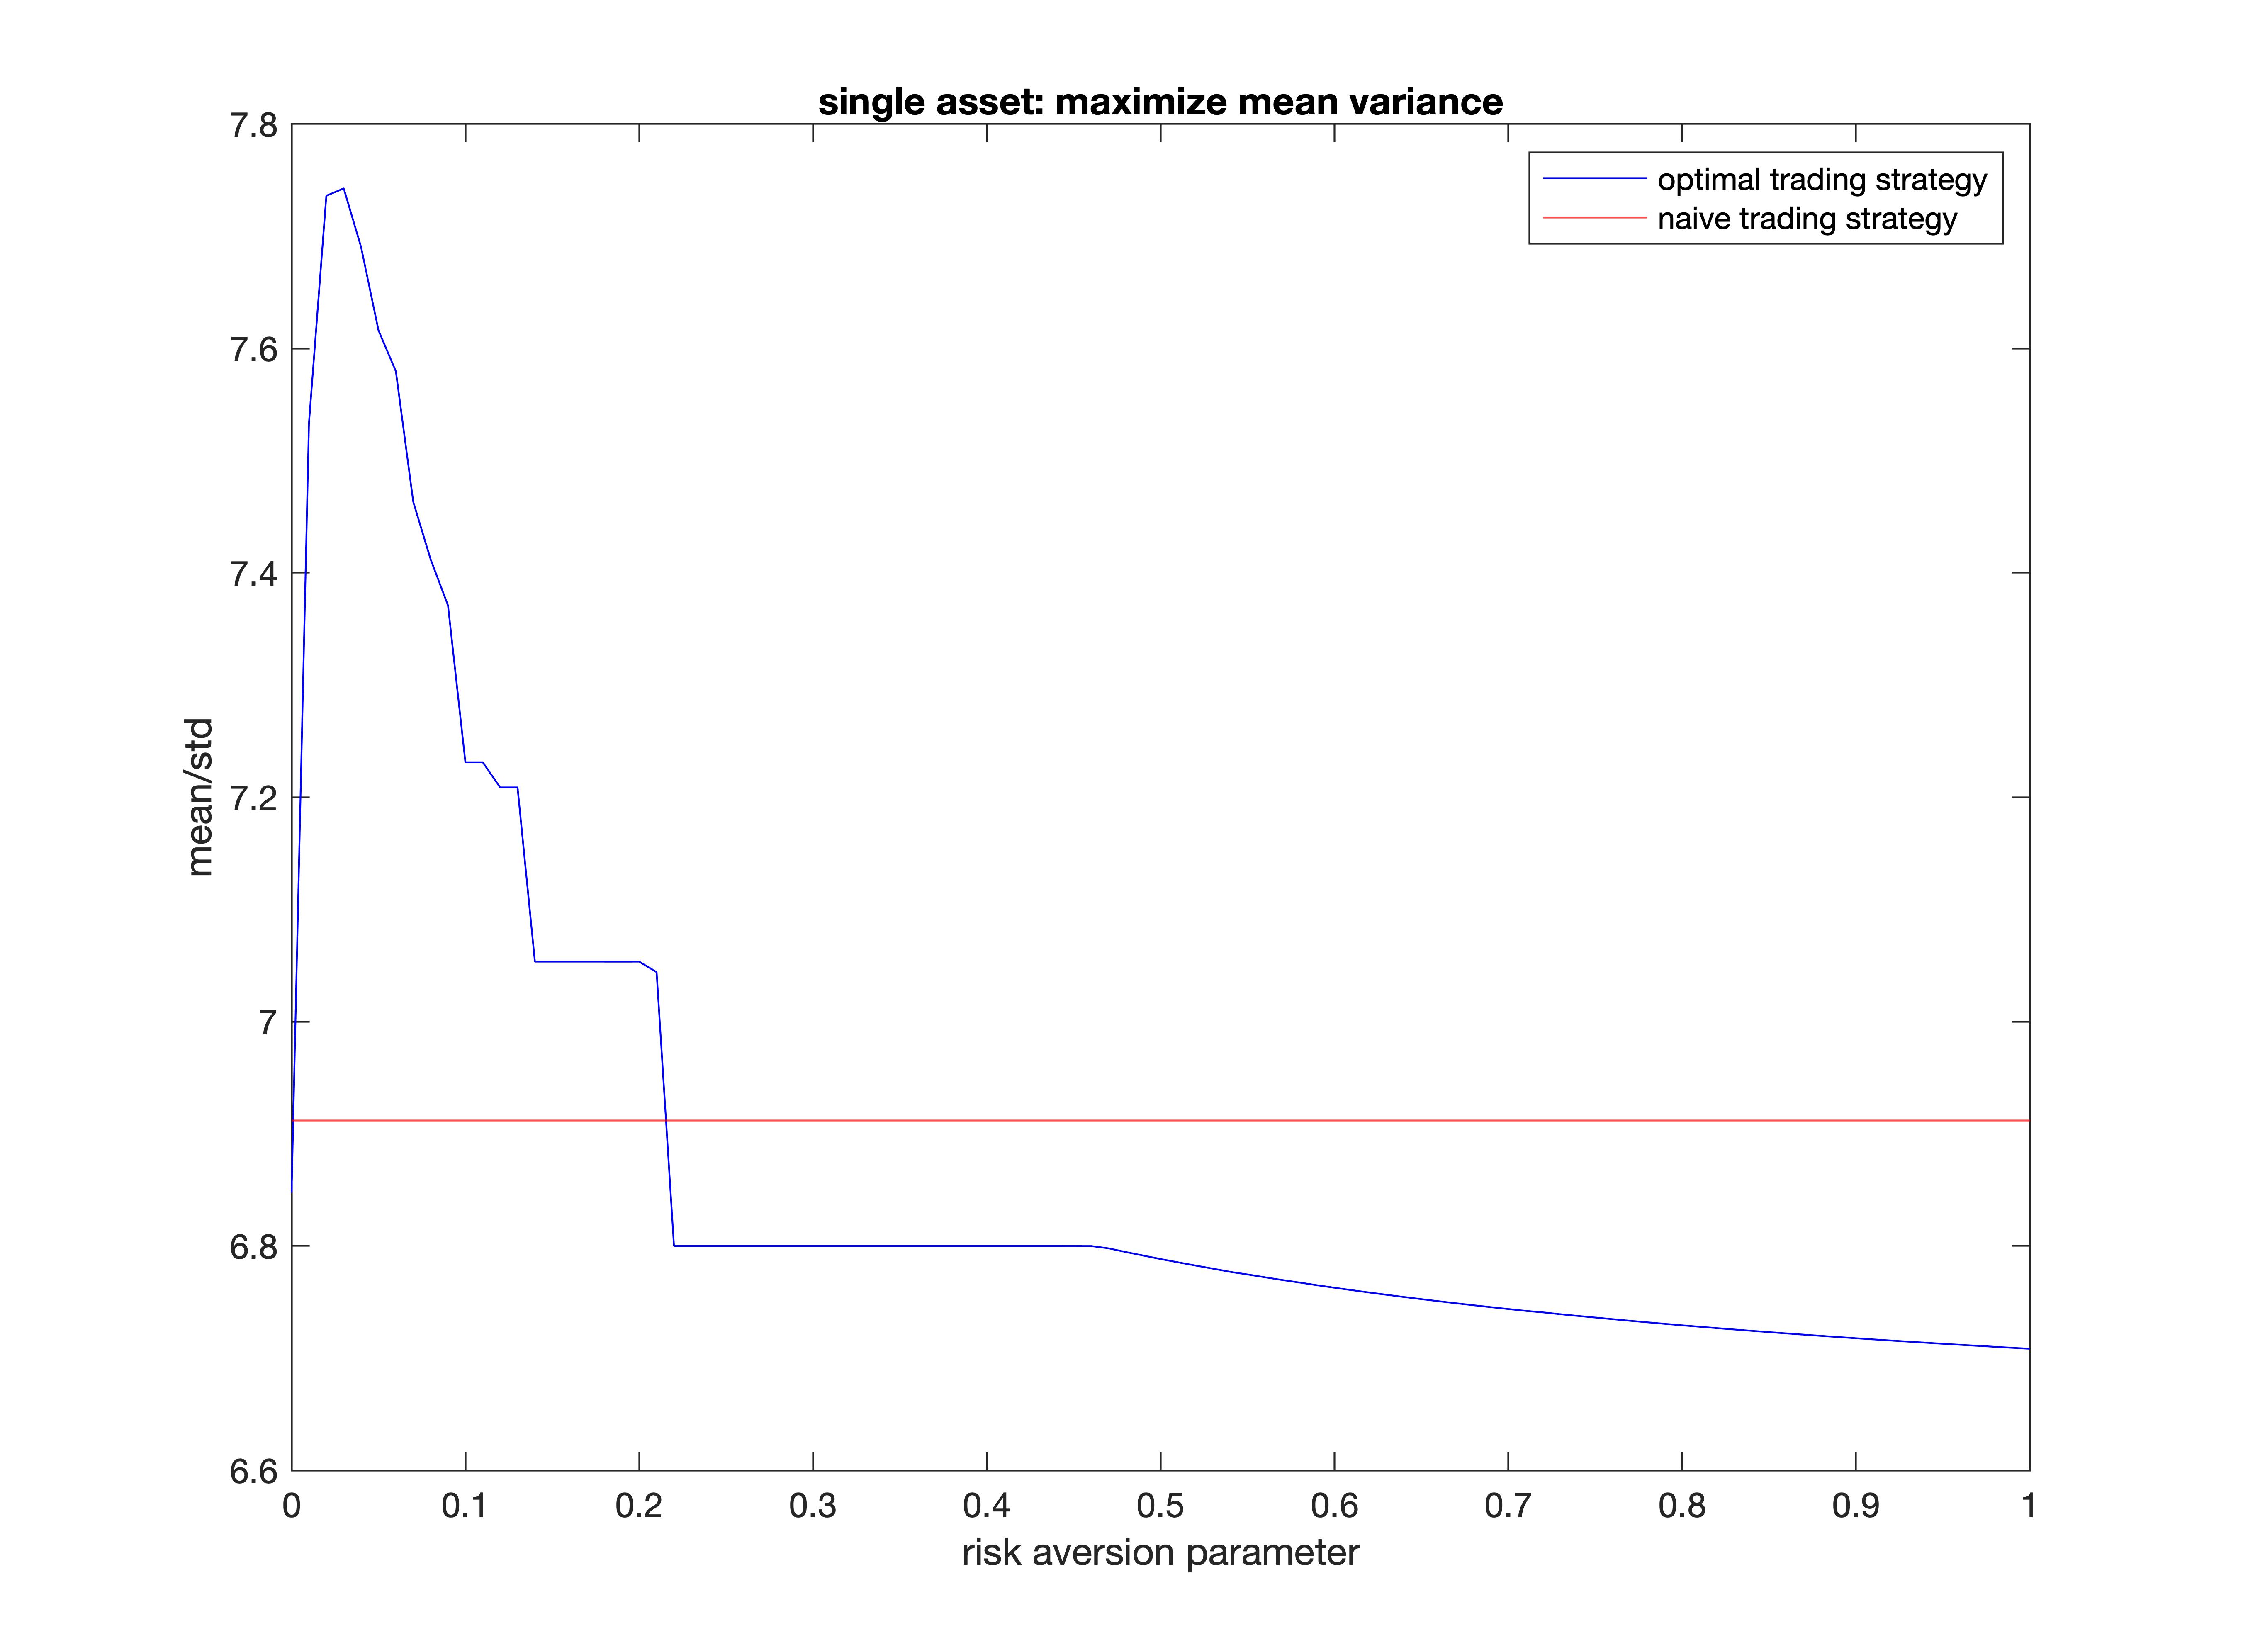 single asset: maximize mean variance
optimal trading strategy
naive trading strategy
7.8
7.6
7.4
7.2
7
6.8
6.6
mean/std
0 0.1 0.2 0.3 0.4 0.5 0.6 0.7 0.8 0.9 1
risk aversion parameter